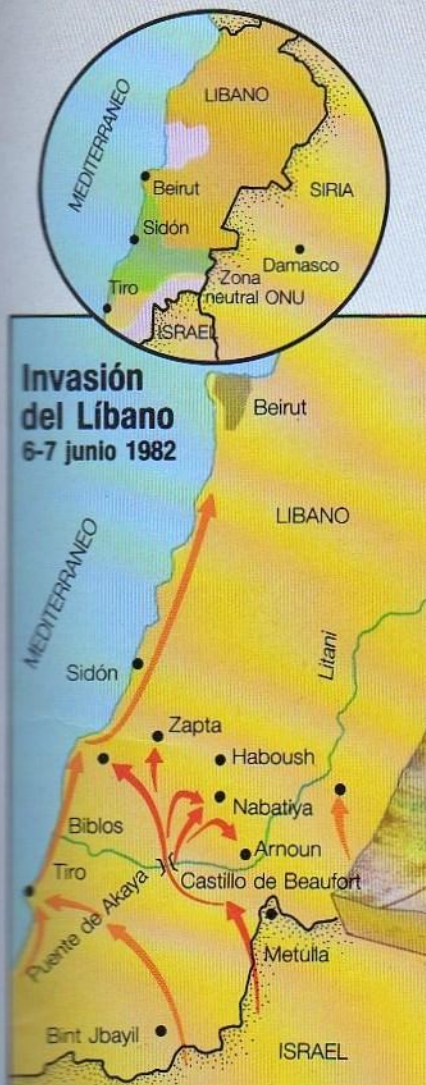 MEDITERRANEO
LIBANO
SIRIA
Beirut
Sidón
Damasco
Tiro
Zona
neutral ONU
ISRAEL
Invasión
del Líbano
6-7 junio 1982
Beirut
LIBANO
MEDITERRANEO
Litani
Sidón
Zapta
Haboush
Nabatiya
Biblos
Arnoun
Tiro
Puente de Akaya
Castillo de Beaufort
Metulla
Bint Jbayil
ISRAEL